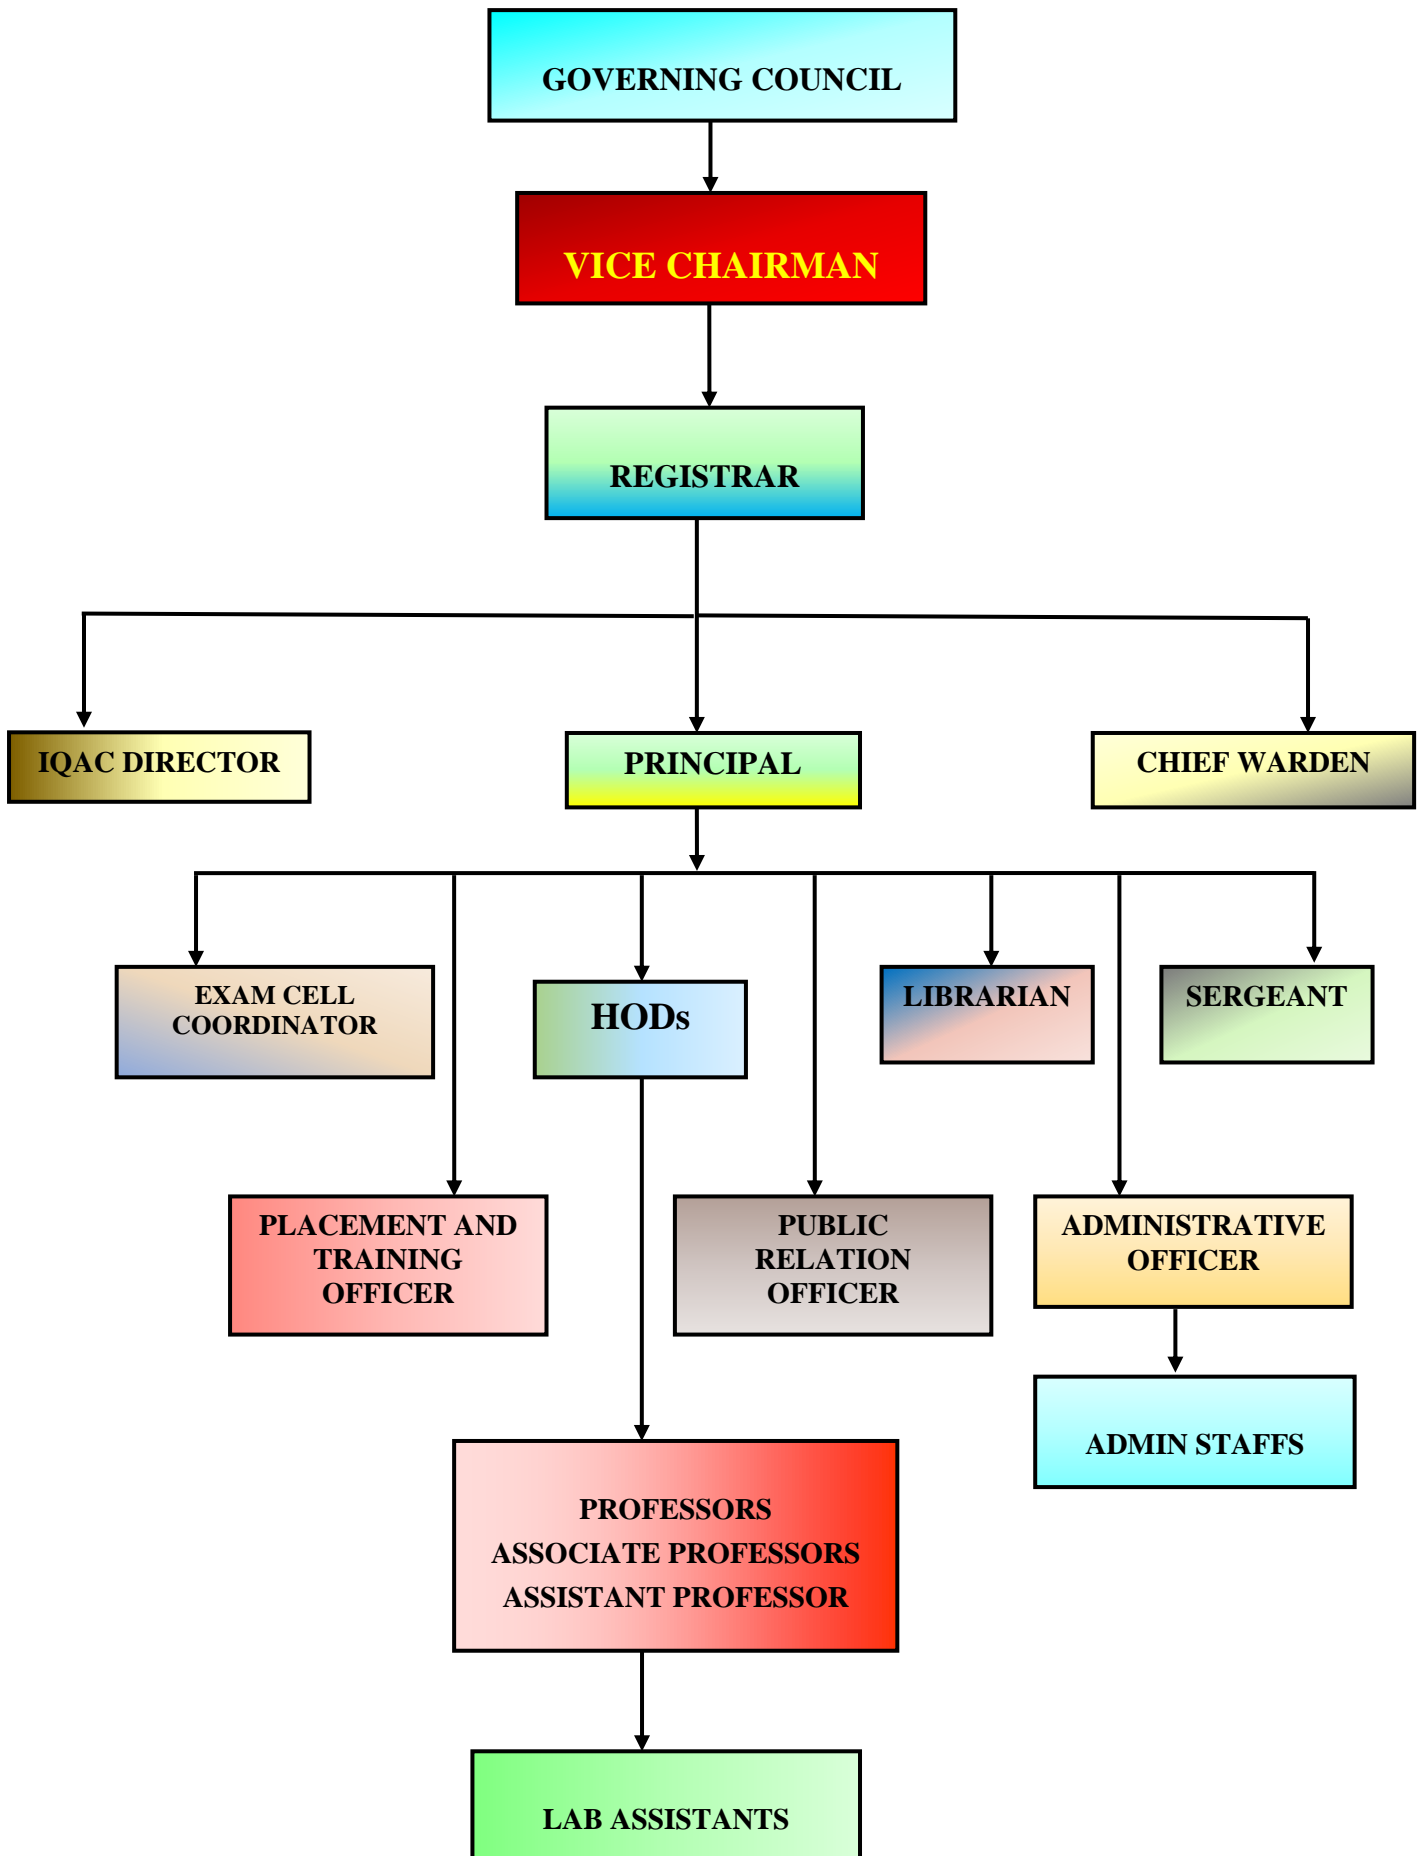 GOVERNING COUNCIL
VICE CHAIRMAN
REGISTRAR
IQAC DIRECTOR
PRINCIPAL
CHIEF WARDEN
EXAM CELL
COORDINATOR
HODs
LIBRARIAN
SERGEANT
PLACEMENT AND
TRAINING
OFFICER
PUBLIC
RELATION
OFFICER
ADMINISTRATIVE
OFFICER
ADMIN STAFFS
PROFESSORS
ASSOCIATE PROFESSORS
ASSISTANT PROFESSOR
LAB ASSISTANTS